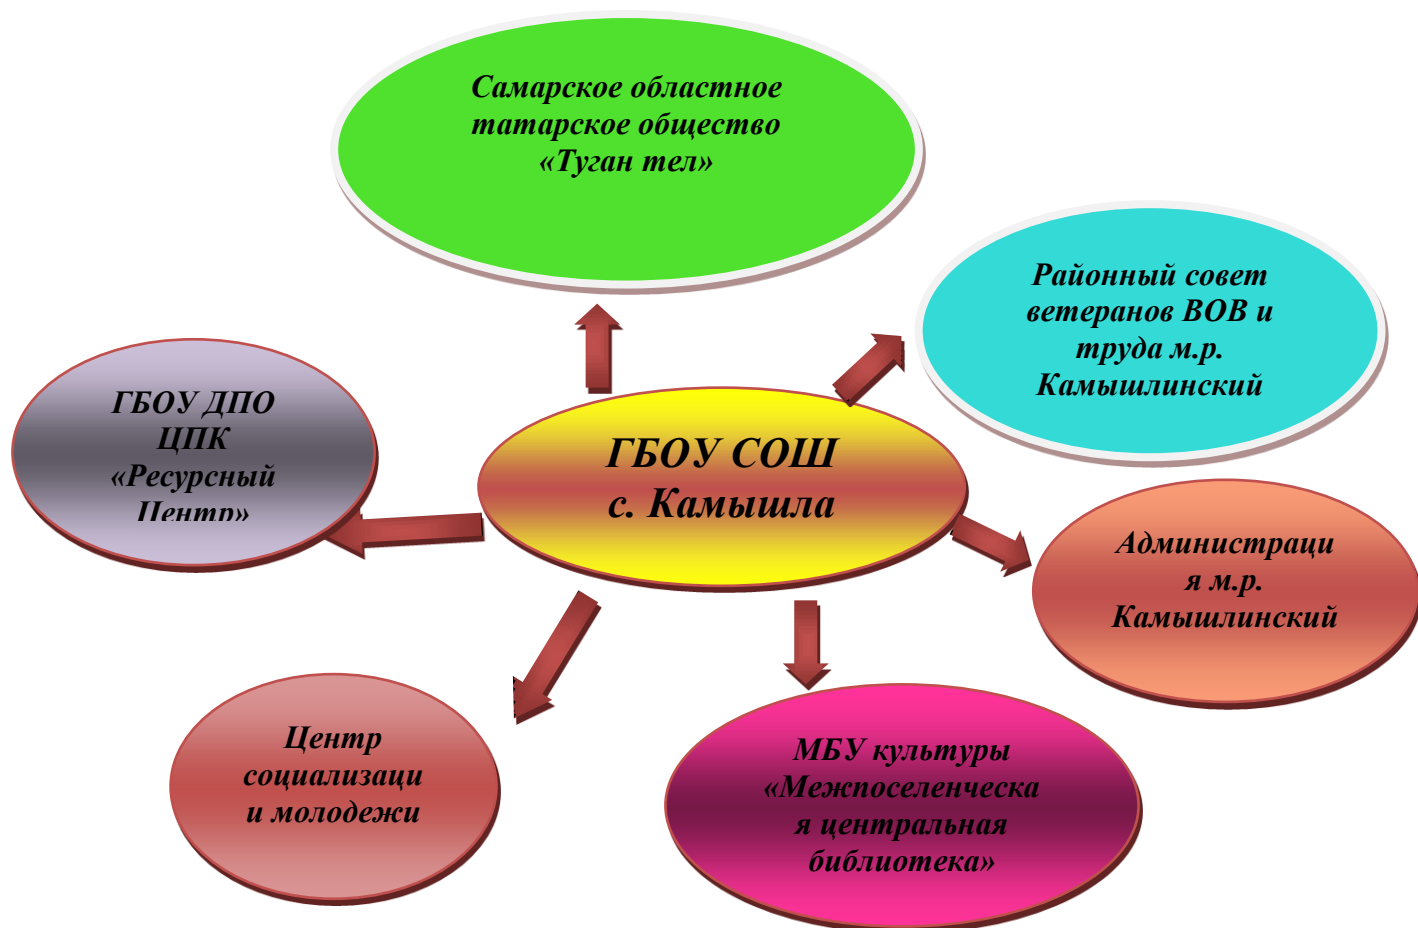 Самарское областное
татарское общество
«Туган тел»
Районный совет
ветеранов ВОВ и
труда м.р.
Камышлинский
ГБОУ ДПО
ЦПК
«Ресурсный
Центр»
ГБОУ СОШ
с. Камышла
Администраци
я м.р.
Камышлинский
Центр
социализаци
и молодежи
МБУ культуры
«Межпоселенческа
я центральная
библиотека»